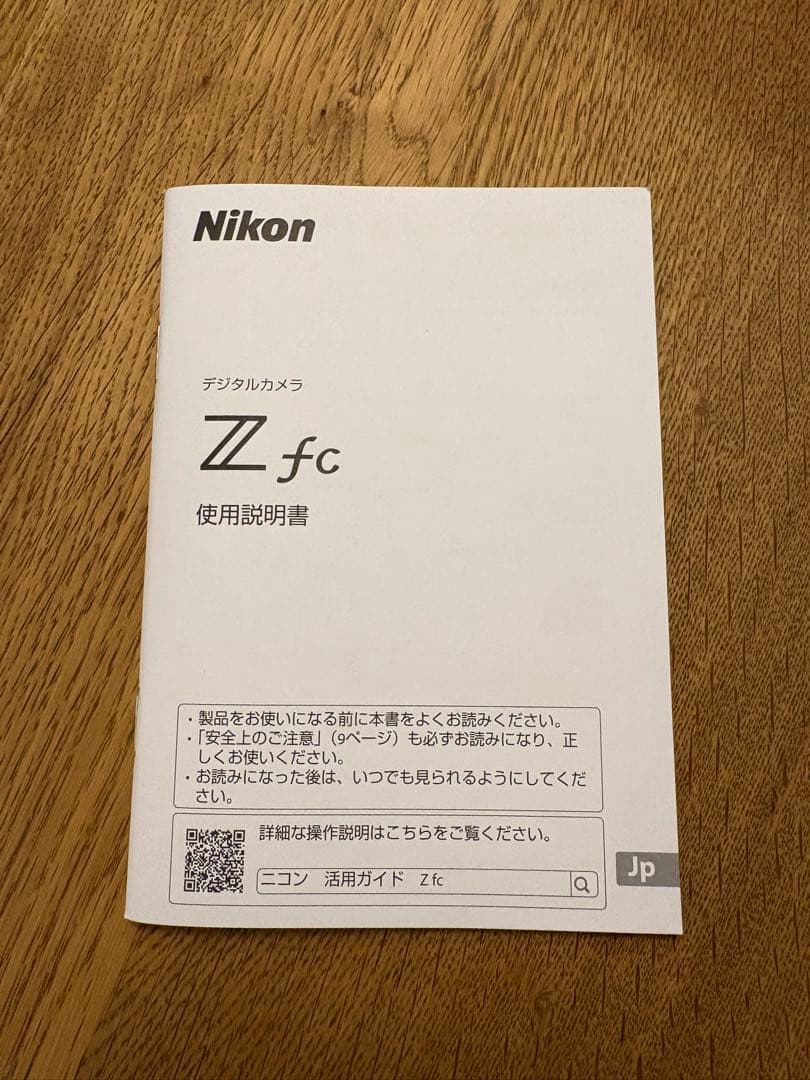 Nikon
デジタルカメラ
Z fc
使用説明書
・製品をお使いになる前に本書をよくお読みください。
・「安全上のご注意」（9ページ）も必ずお読みになり、正
しくお使いください。
・お読みになった後は、いつでも見られるようにしてくだ
さい。
詳細な操作説明はこちらをご覧ください。
ニコン　活用ガイド　Z fc
Jp